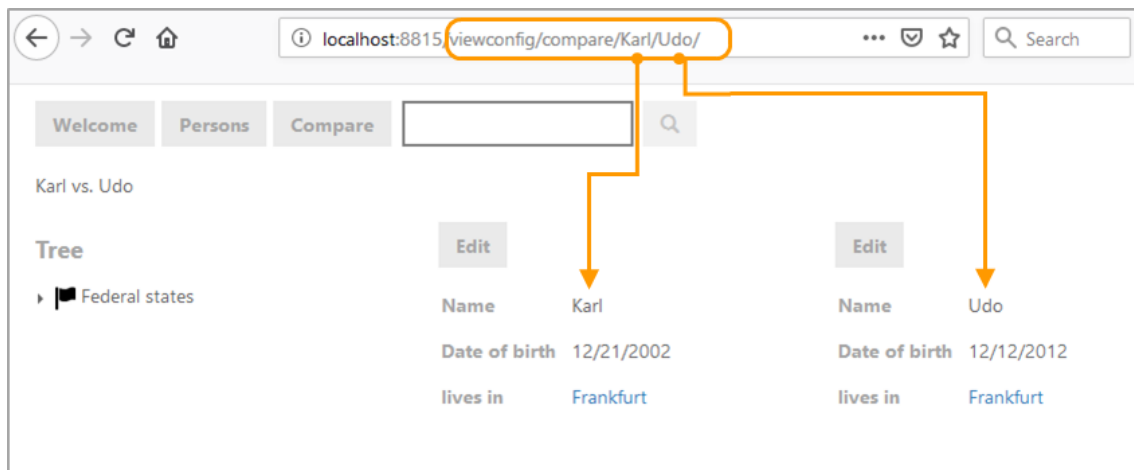 localhost:8815/viewconfig/compare/Karl/Udo/ Search
Welcome Persons Compare
Karl vs. Udo
Tree
Federal states
Edit Edit
Name Karl Name Udo
Date of birth 12/21/2002 Date of birth 12/12/2012
lives in Frankfurt lives in Frankfurt